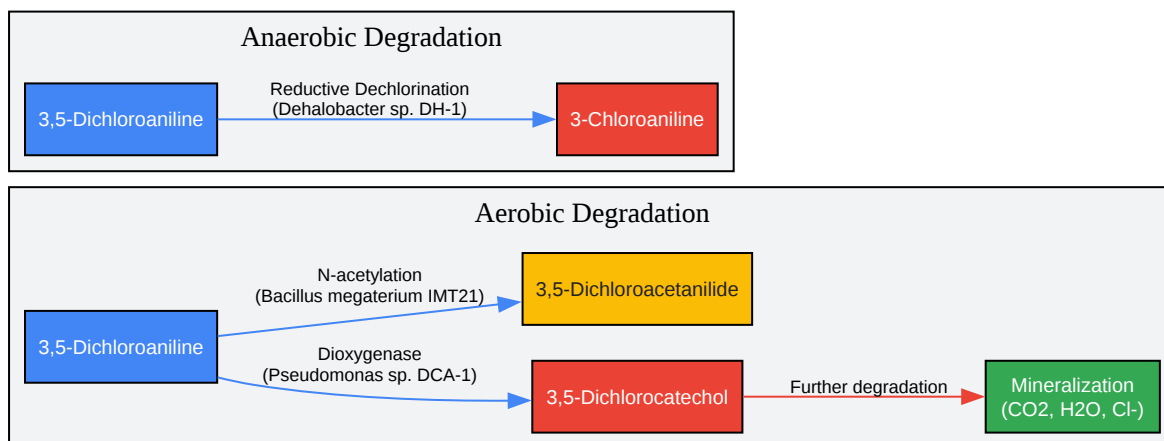 Anaerobic Degradation
3,5-Dichloroaniline
Reductive Dechlorination
(Dehalobacter sp. DH-1)
3-Chloroaniline
Aerobic Degradation
3,5-Dichloroaniline
N-acetylation
(Bacillus megaterium IMT21)
3,5-Dichloroacetanilide
Dioxygenase
(Pseudomonas sp. DCA-1)
3,5-Dichlorocatechol
Further degradation
Mineralization
(CO2, H2O, Cl-)